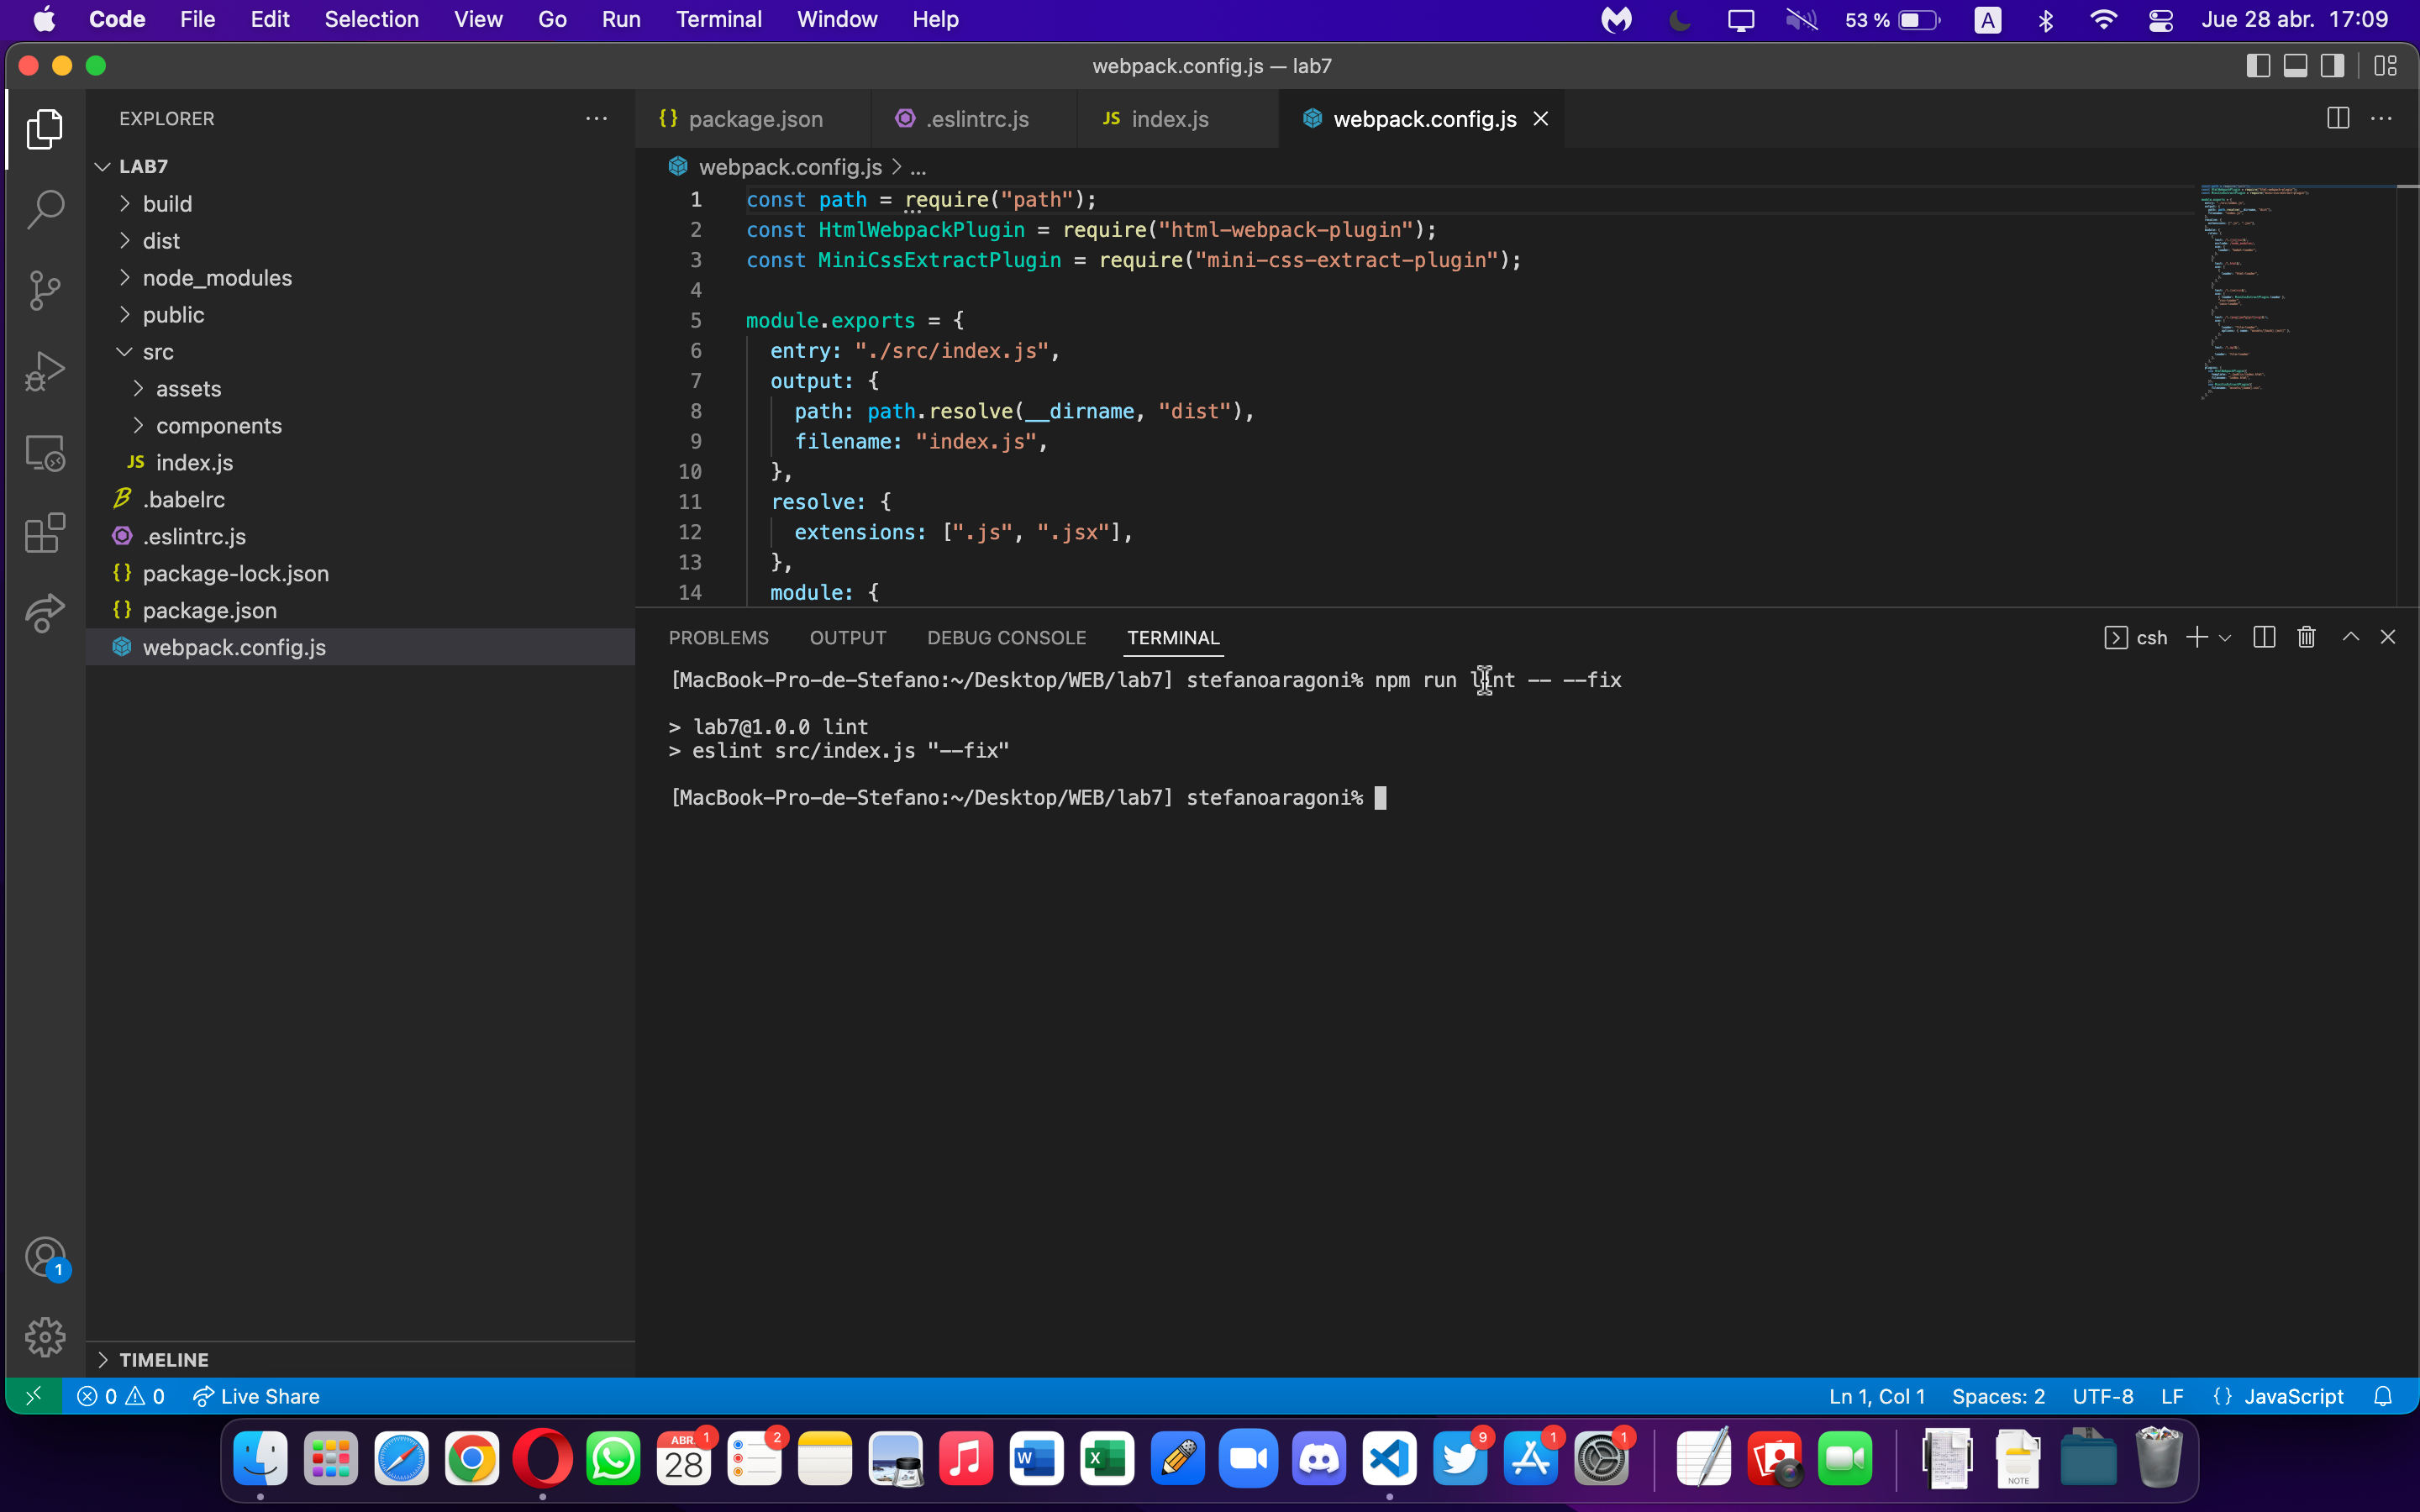 Code File Edit Selection View Go Run Terminal Window Help 53 % A Jue 28 abr. 17:09
webpack.config.js — lab7
EXPLORER
LAB7
build
dist
node_modules
public
src
assets
components
JS index.js
.babelrc
.eslintrc.js
{} package-lock.json
{} package.json
webpack.config.js
TIMELINE
{} package.json .eslintrc.js JS index.js webpack.config.js
webpack.config.js > ...
1 const path = require("path");
2 const HtmlWebpackPlugin = require("html-webpack-plugin");
3 const MiniCssExtractPlugin = require("mini-css-extract-plugin");
4
5 module.exports = {
6 entry: "./src/index.js",
7 output: {
8 path: path.resolve(__dirname, "dist"),
9 filename: "index.js",
10 },
11 resolve: {
12 extensions: [".js", ".jsx"],
13 },
14 module: {
PROBLEMS OUTPUT DEBUG CONSOLE TERMINAL csh
[MacBook-Pro-de-Stefano:~/Desktop/WEB/lab7] stefanoaragoni% npm run lint -- --fix
> lab7@1.0.0 lint
> eslint src/index.js "--fix"
[MacBook-Pro-de-Stefano:~/Desktop/WEB/lab7] stefanoaragoni%
1
0 0 Live Share Ln 1, Col 1 Spaces: 2 UTF-8 LF {} JavaScript
ABR. 1 2 9 1 1
28
W X
NOTE